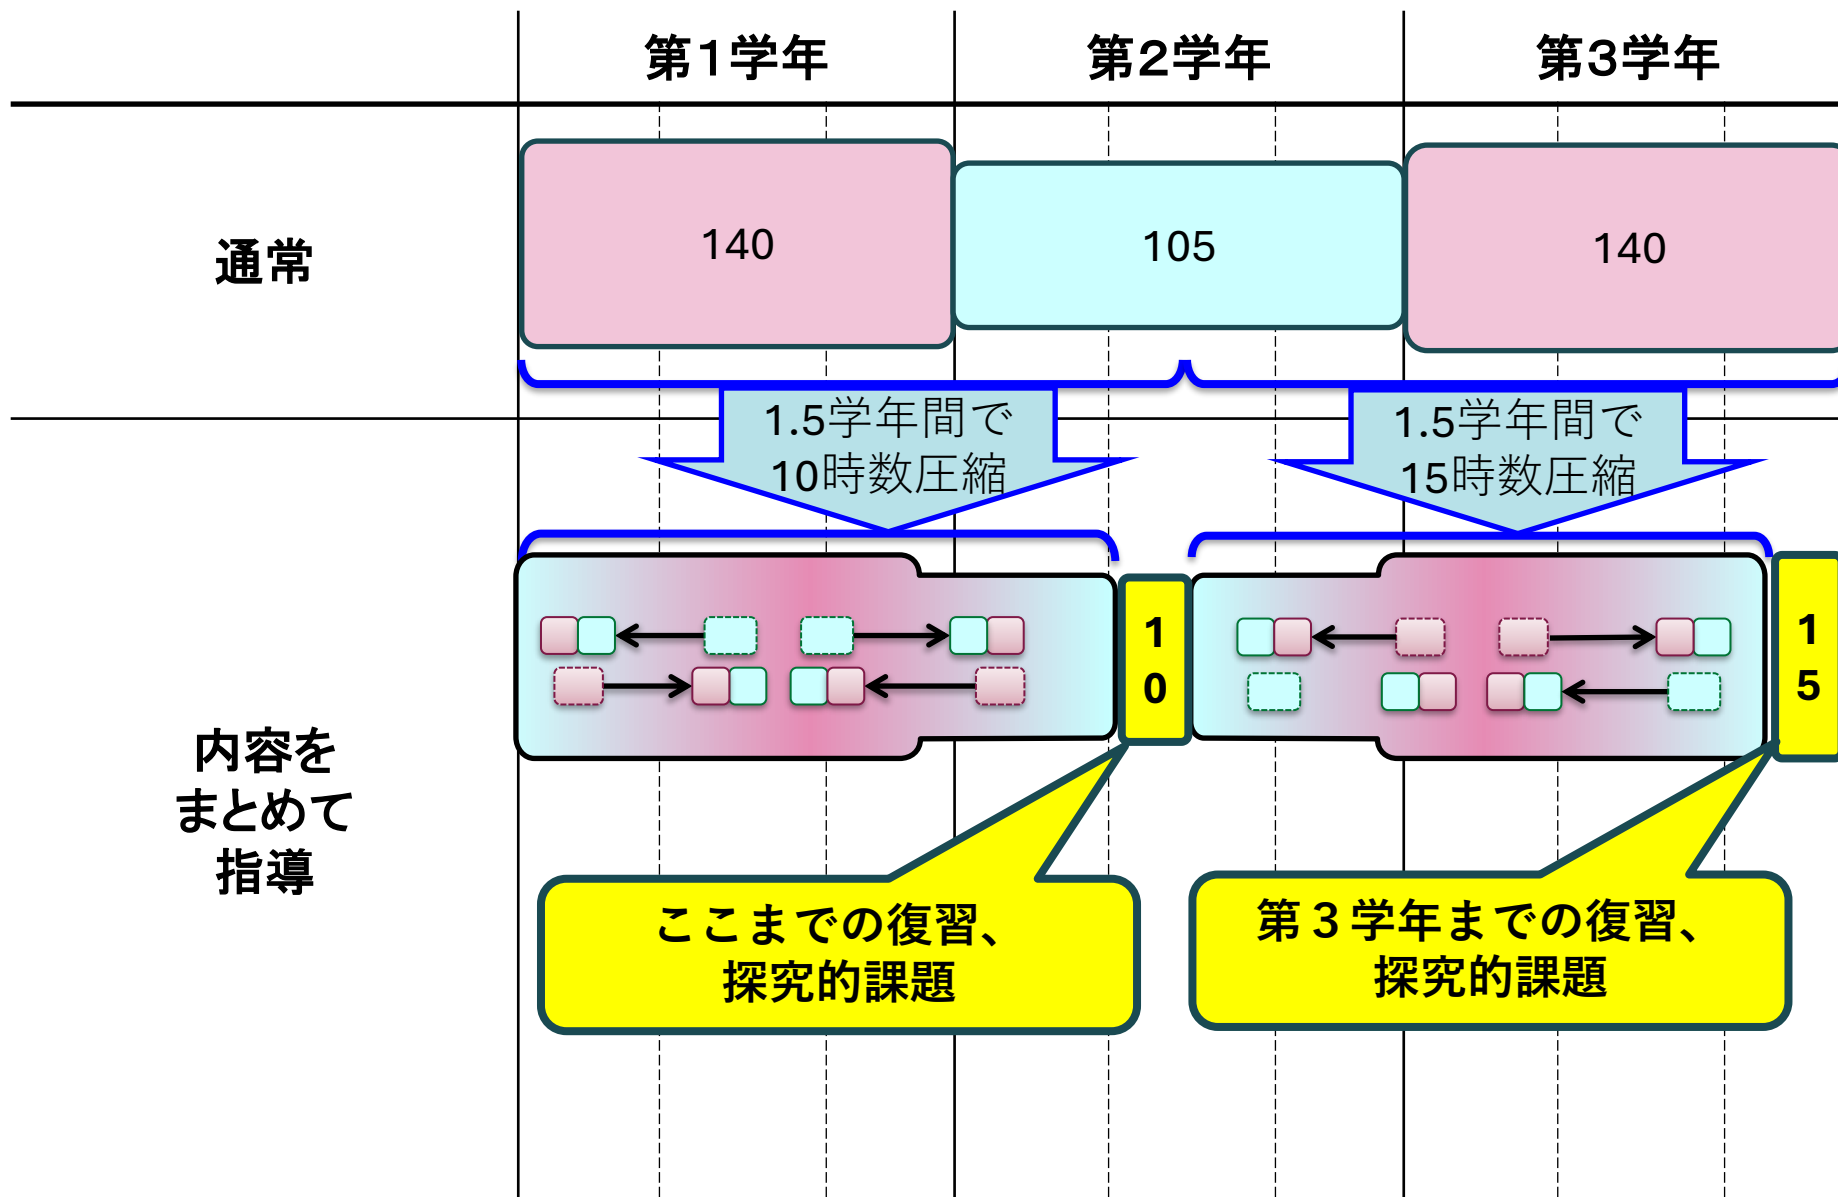 第1学年
第2学年
第3学年
通常
140
105
140
1.5学年間で
10時数圧縮
1.5学年間で
15時数圧縮
内容を
まとめて
指導
1
0
1
5
ここまでの復習、
探究的課題
第３学年までの復習、
探究的課題